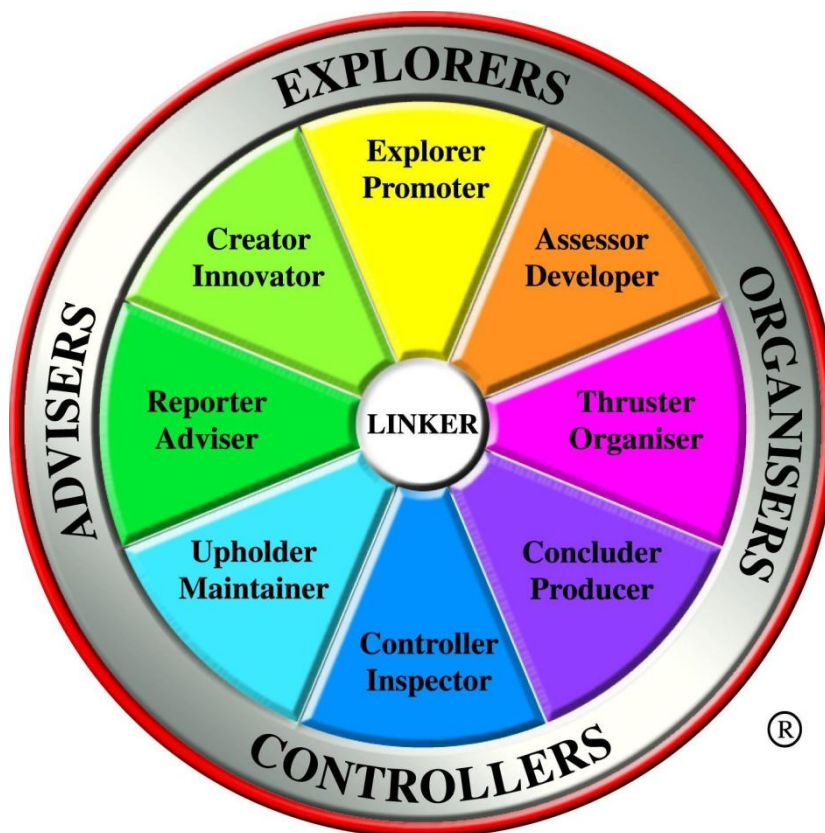 EXPLORERS
Explorer
Promoter
Creator
Innovator
Assessor
Developer
ADVISERS
ORGANISERS
Reporter
Adviser
LINKER
Thruster
Organiser
Upholder
Maintainer
Concluder
Producer
Controller
Inspector
CONTROLLERS
®